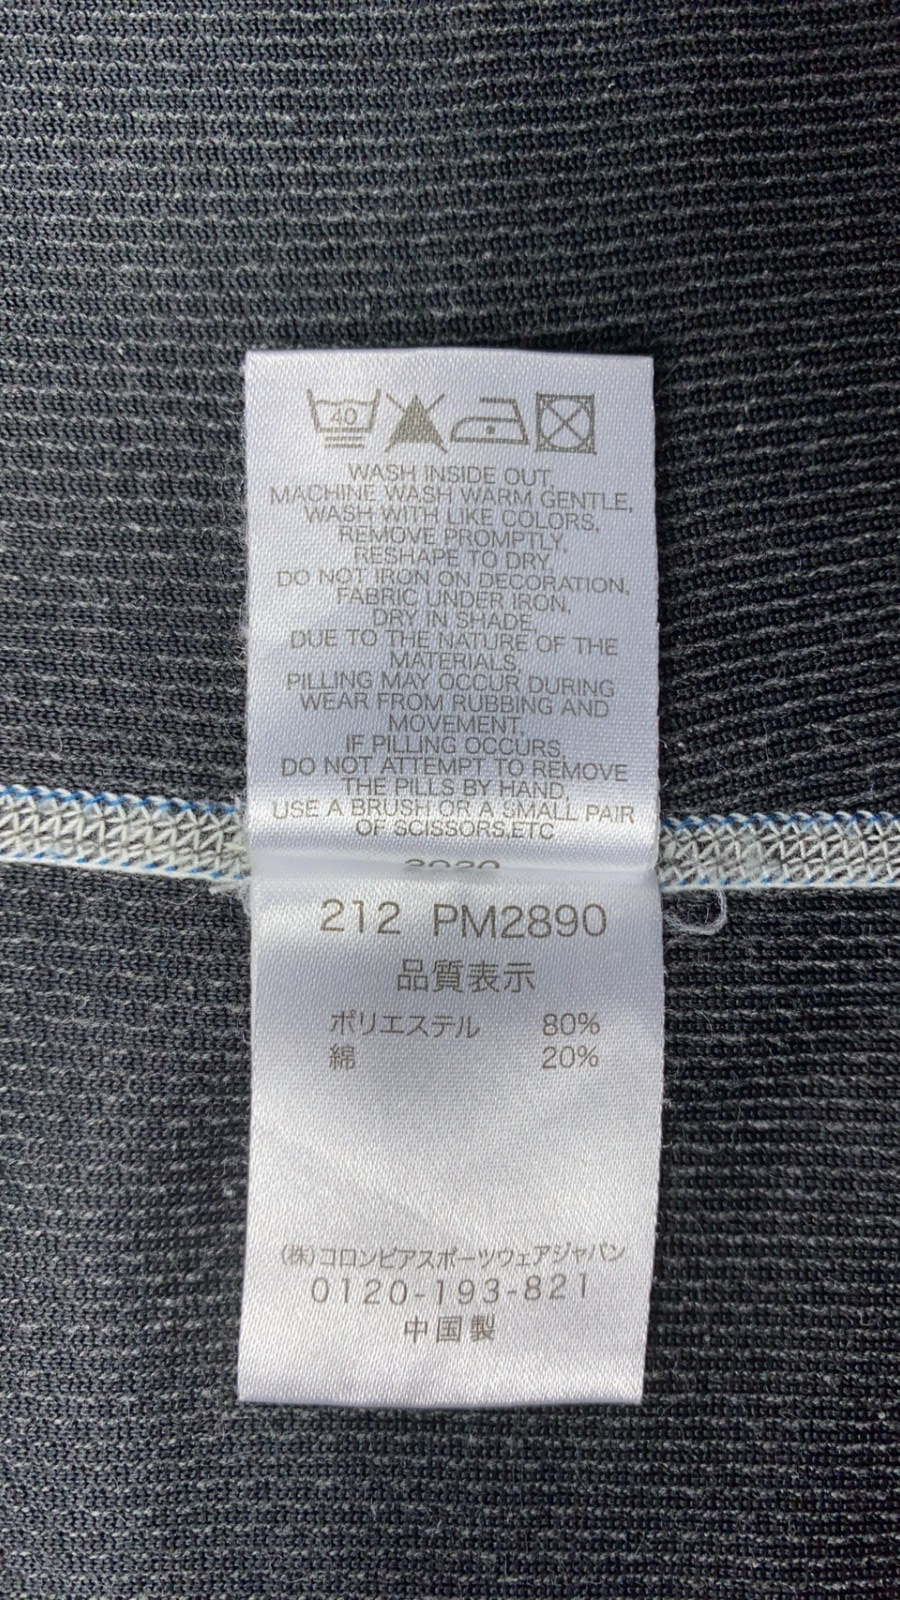 40
WASH INSIDE OUT,
MACHINE WASH WARM GENTLE,
WASH WITH LIKE COLORS,
REMOVE PROMPTLY,
RESHAPE TO DRY,
DO NOT IRON ON DECORATION,
FABRIC UNDER IRON,
DRY IN SHADE,
DUE TO THE NATURE OF THE
MATERIALS,
PILLING MAY OCCUR DURING
WEAR FROM RUBBING AND
MOVEMENT,
IF PILLING OCCURS,
DO NOT ATTEMPT TO REMOVE
THE PILLS BY HAND,
USE A BRUSH OR A SMALL PAIR
OF SCISSORS,ETC
212 PM2890
品質表示
ポリエステル 80%
綿 20%
(株)コロンビアスポーツウェアジャパン
0120-193-821
中国製